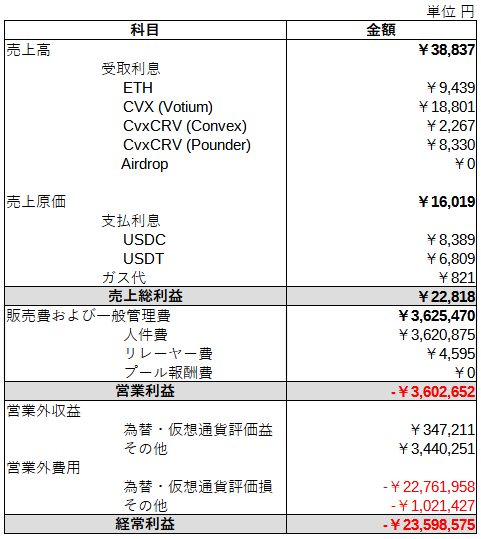 単位 円
科目 金額
売上高 ￥38,837
受取利息
ETH ￥9,439
CVX (Votium) ￥18,801
CvxCRV (Convex) ￥2,267
CvxCRV (Pounder) ￥8,330
Airdrop ￥0
売上原価 ￥16,019
支払利息
USDC ￥8,389
USDT ￥6,809
ガス代 ￥821
売上総利益 ￥22,818
販売費および一般管理費 ￥3,625,470
人件費 ￥3,620,875
リレーヤー費 ￥4,595
プール報酬費 ￥0
営業利益 -￥3,602,652
営業外収益
為替・仮想通貨評価益 ￥347,211
その他 ￥3,440,251
営業外費用
為替・仮想通貨評価損 -￥22,761,958
その他 -￥1,021,427
経常利益 -￥23,598,575